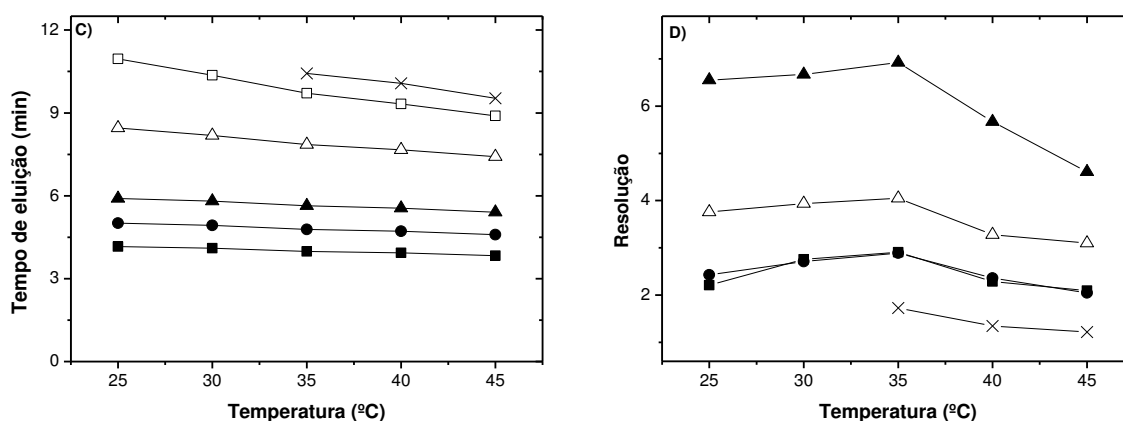 C)
12
9
6
3
0
Tempo de eluição (min)
25 30 35 40 45
Temperatura (ºC)
D)
6
4
2
Resolução
25 30 35 40 45
Temperatura (ºC)